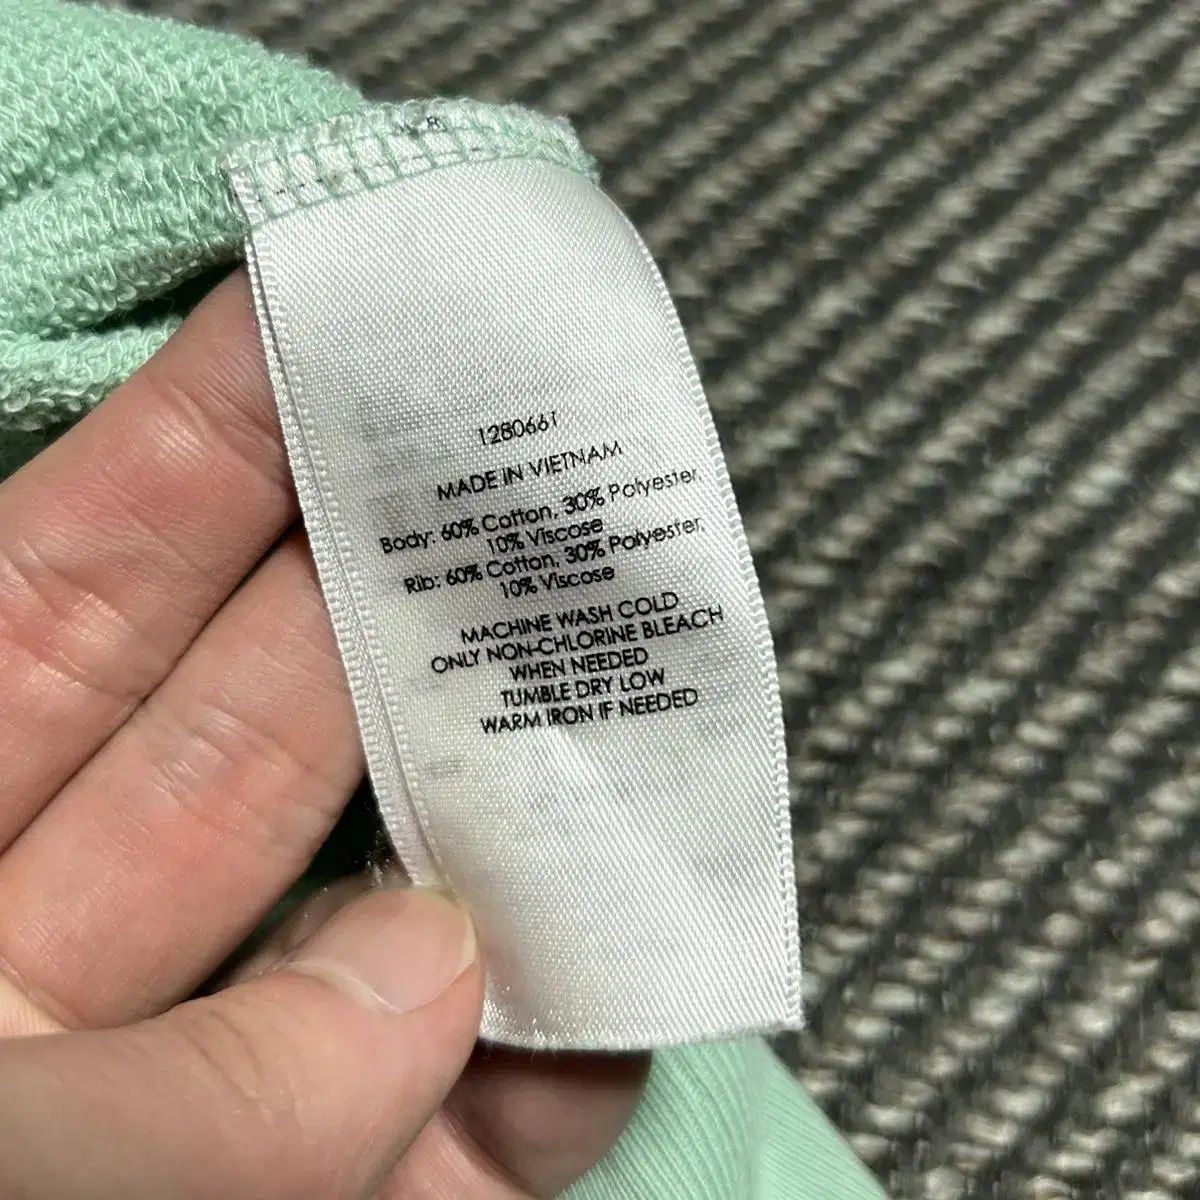 1280661
MADE IN VIETNAM
Body: 60% Cotton, 30% Polyester,
10% Viscose
Rib: 60% Cotton, 30% Polyester,
10% Viscose
MACHINE WASH COLD
ONLY NON-CHLORINE BLEACH
WHEN NEEDED
TUMBLE DRY LOW
WARM IRON IF NEEDED